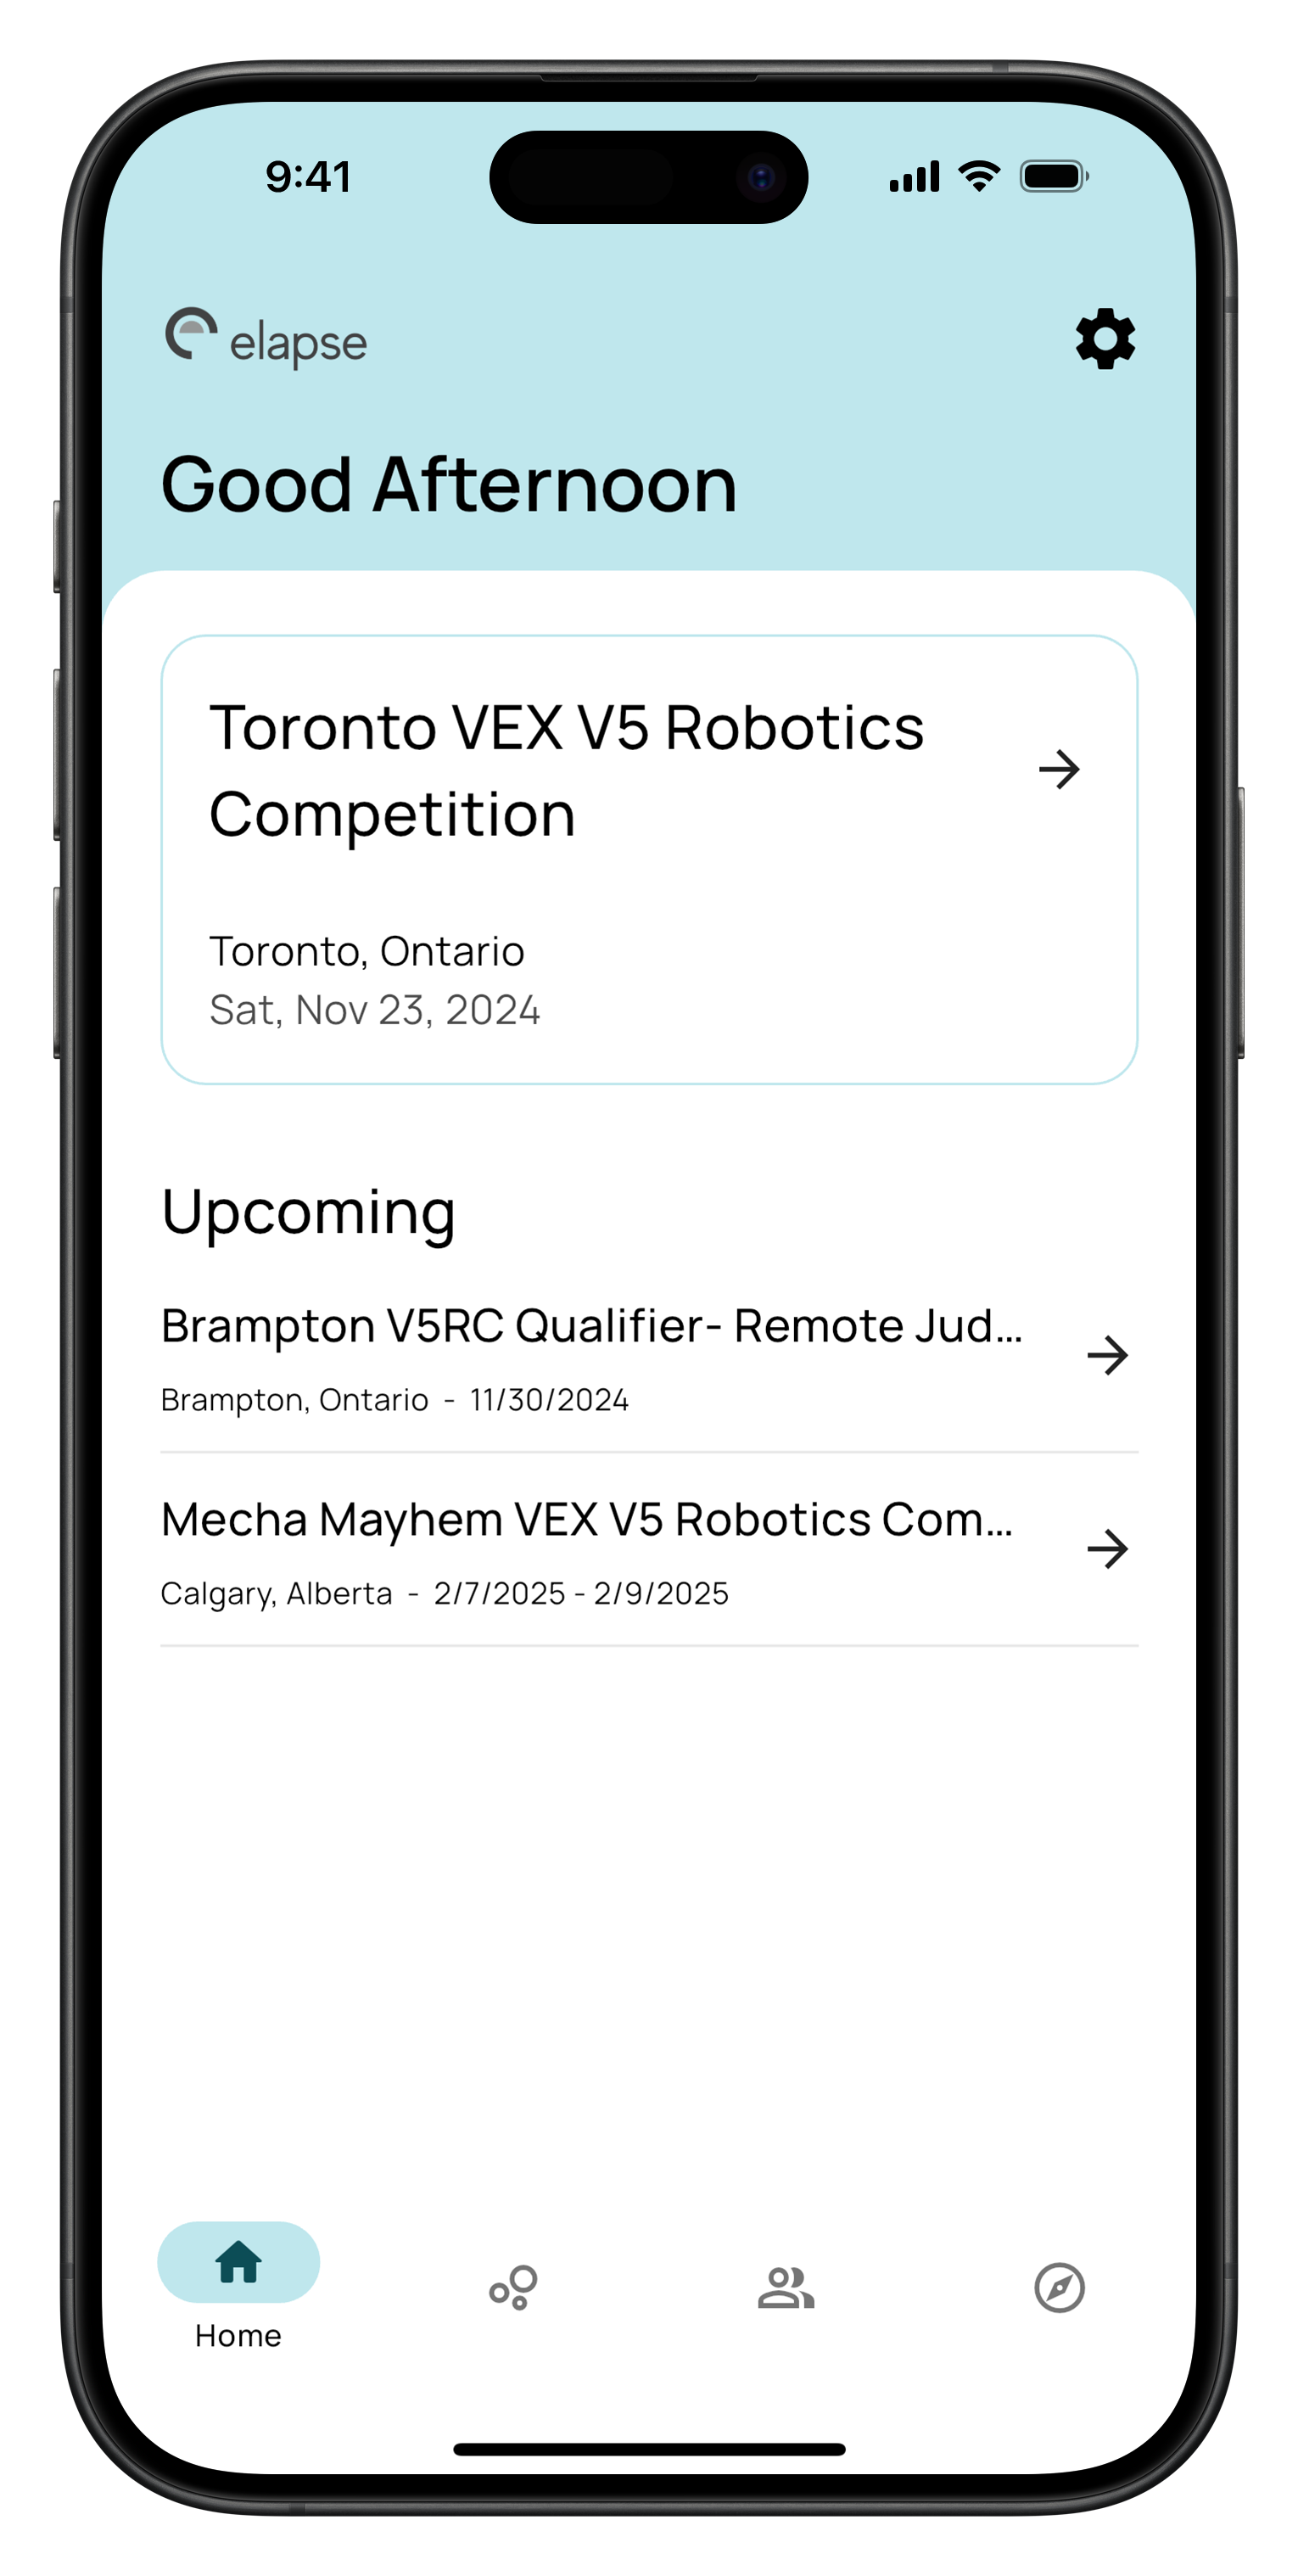 9:41
elapse
Good Afternoon
Toronto VEX V5 Robotics
Competition
Toronto, Ontario
Sat, Nov 23, 2024
Upcoming
Brampton V5RC Qualifier- Remote Jud...
Brampton, Ontario - 11/30/2024
Mecha Mayhem VEX V5 Robotics Com...
Calgary, Alberta - 2/7/2025 - 2/9/2025
Home